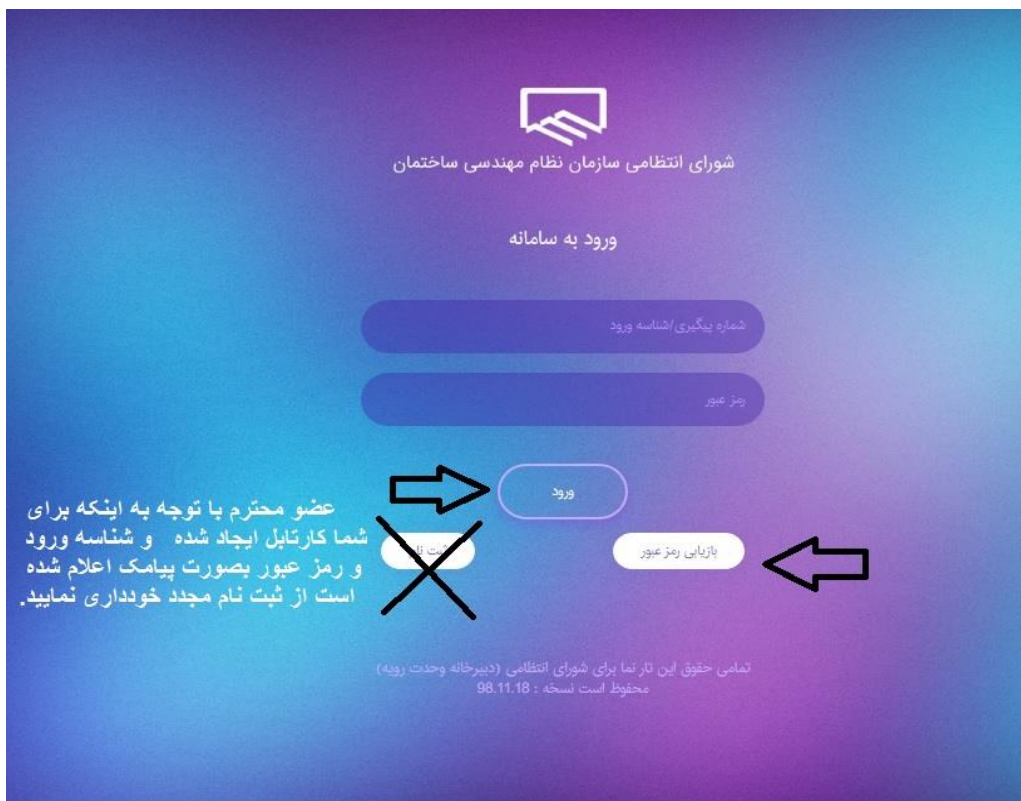 شورای انتظامی سازمان نظام مهندسی ساختمان
ورود به سامانه
شماره پیگیری/شناسه ورود
رمز عبور
ورود
بازیابی رمز عبور
ثبت
عضو محترم با توجه به اینکه برای
شما کارتابل ایجاد شده و شناسه ورود
و رمز عبور بصورت پیامک اعلام شده
است از ثبت نام مجدد خودداری نمایید.
تمامی حقوق این تار نما برای شورای انتظامی (دبیرخانه وحدت رویه)
محفوظ است نسخه : 98.11.18